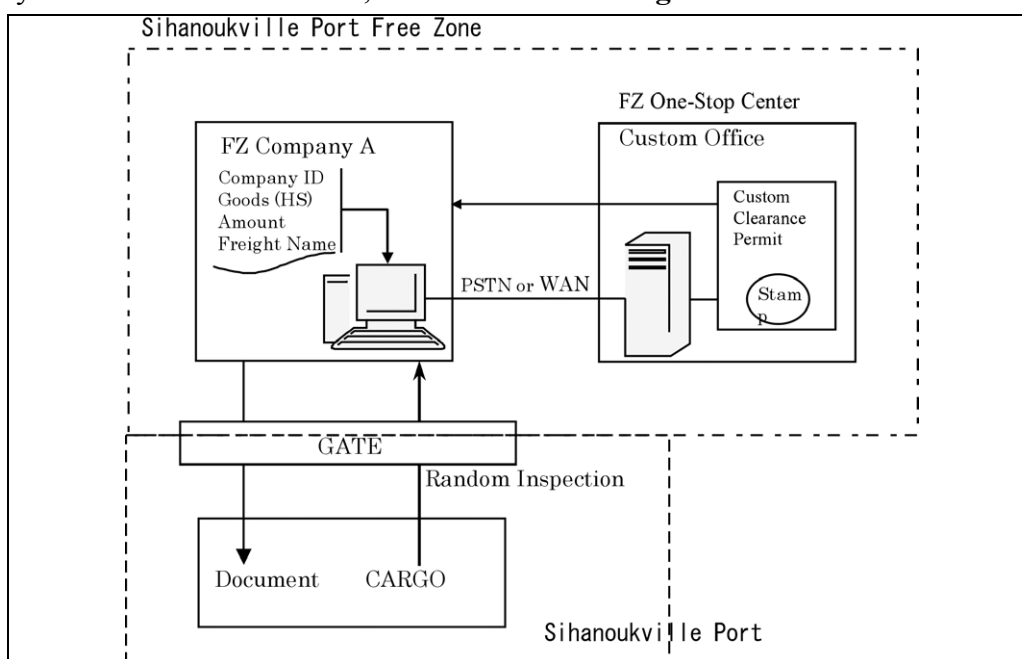 Sihanoukville Port Free Zone
FZ One-Stop Center
FZ Company A
Company ID
Goods (HS)
Amount
Freight Name
Custom Office
Custom
Clearance
Permit
Stam
p
PSTN or WAN
GATE
Random Inspection
Document
CARGO
Sihanoukville Port